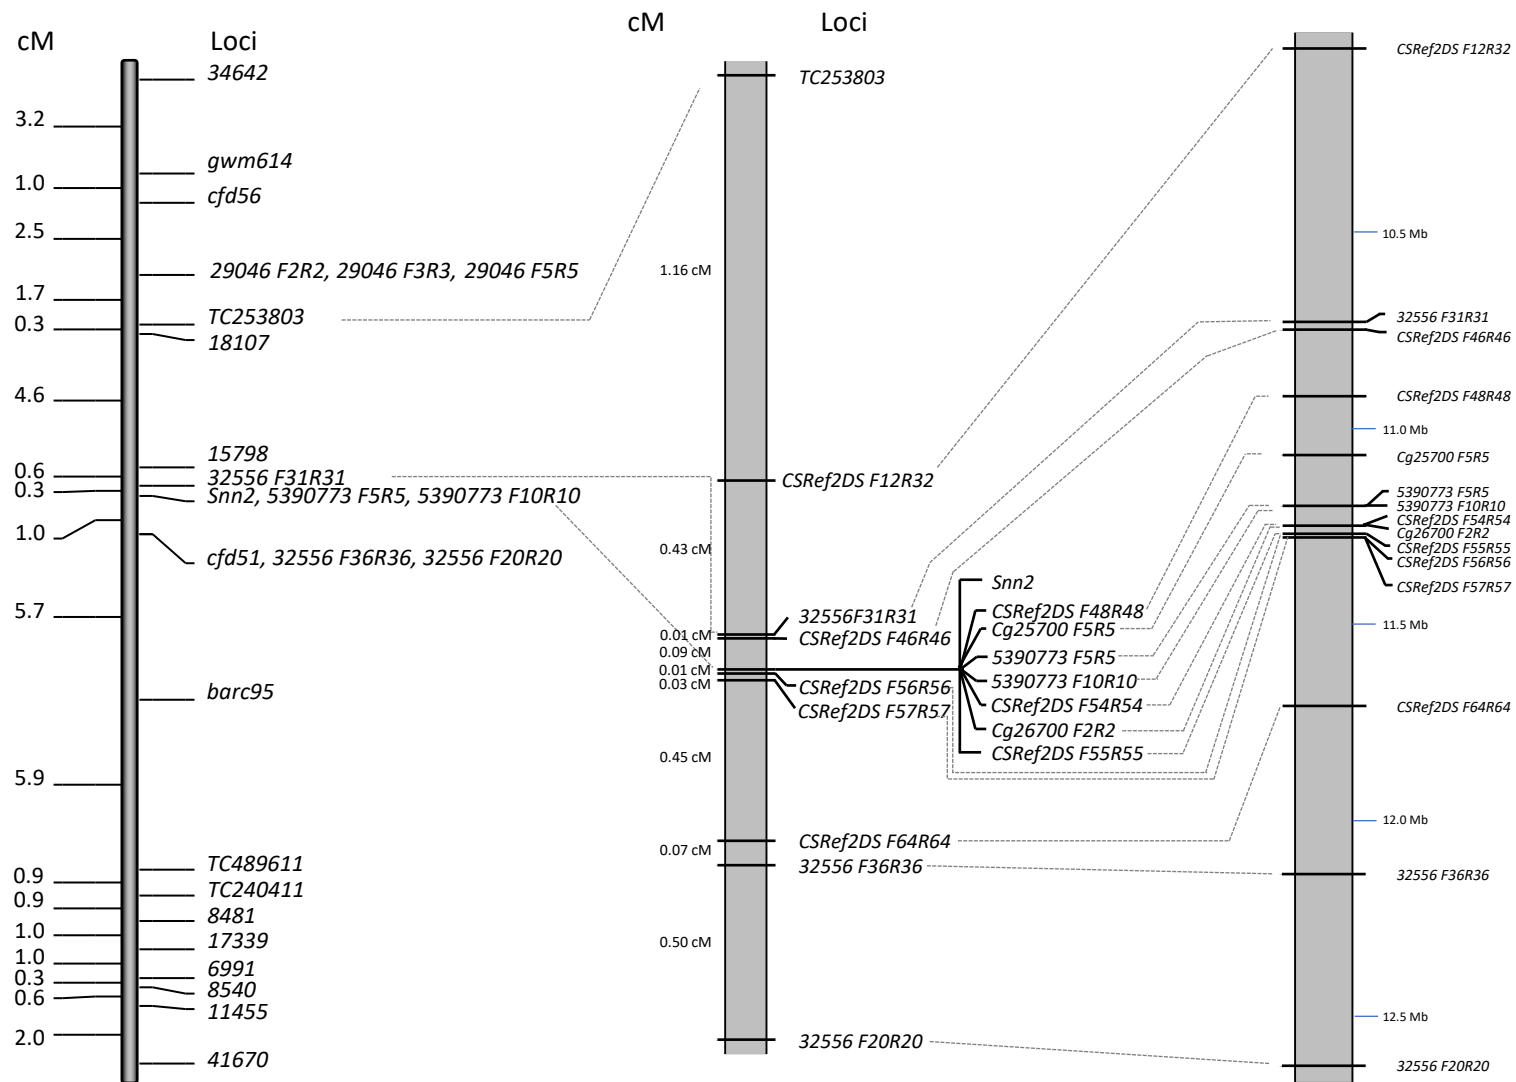 cM
Loci
34642
3.2
gwm614
1.0
cfd56
2.5
29046 F2R2, 29046 F3R3, 29046 F5R5
1.7
TC253803
0.3
18107
4.6
15798
0.6
32556 F31R31
0.3
Snn2, 5390773 F5R5, 5390773 F10R10
1.0
cfd51, 32556 F36R36, 32556 F20R20
5.7
barc95
5.9
TC489611
0.9
TC240411
0.9
8481
1.0
17339
1.0
6991
0.3
8540
0.6
11455
2.0
41670
cM
Loci
TC253803
1.16 cM
CSRef2DS F12R32
0.43 cM
32556F31R31
0.01 cM
CSRef2DS F46R46
0.09 cM
0.01 cM
0.03 cM
CSRef2DS F56R56
CSRef2DS F57R57
0.45 cM
CSRef2DS F64R64
0.07 cM
32556 F36R36
0.50 cM
32556 F20R20
Snn2
CSRef2DS F48R48
Cg25700 F5R5
5390773 F5R5
5390773 F10R10
CSRef2DS F54R54
Cg26700 F2R2
CSRef2DS F55R55
CSRef2DS F12R32
10.5 Mb
32556 F31R31
CSRef2DS F46R46
CSRef2DS F48R48
11.0 Mb
Cg25700 F5R5
5390773 F5R5
5390773 F10R10
CSRef2DS F54R54
Cg26700 F2R2
CSRef2DS F55R55
CSRef2DS F56R56
CSRef2DS F57R57
11.5 Mb
CSRef2DS F64R64
12.0 Mb
32556 F36R36
12.5 Mb
32556 F20R20